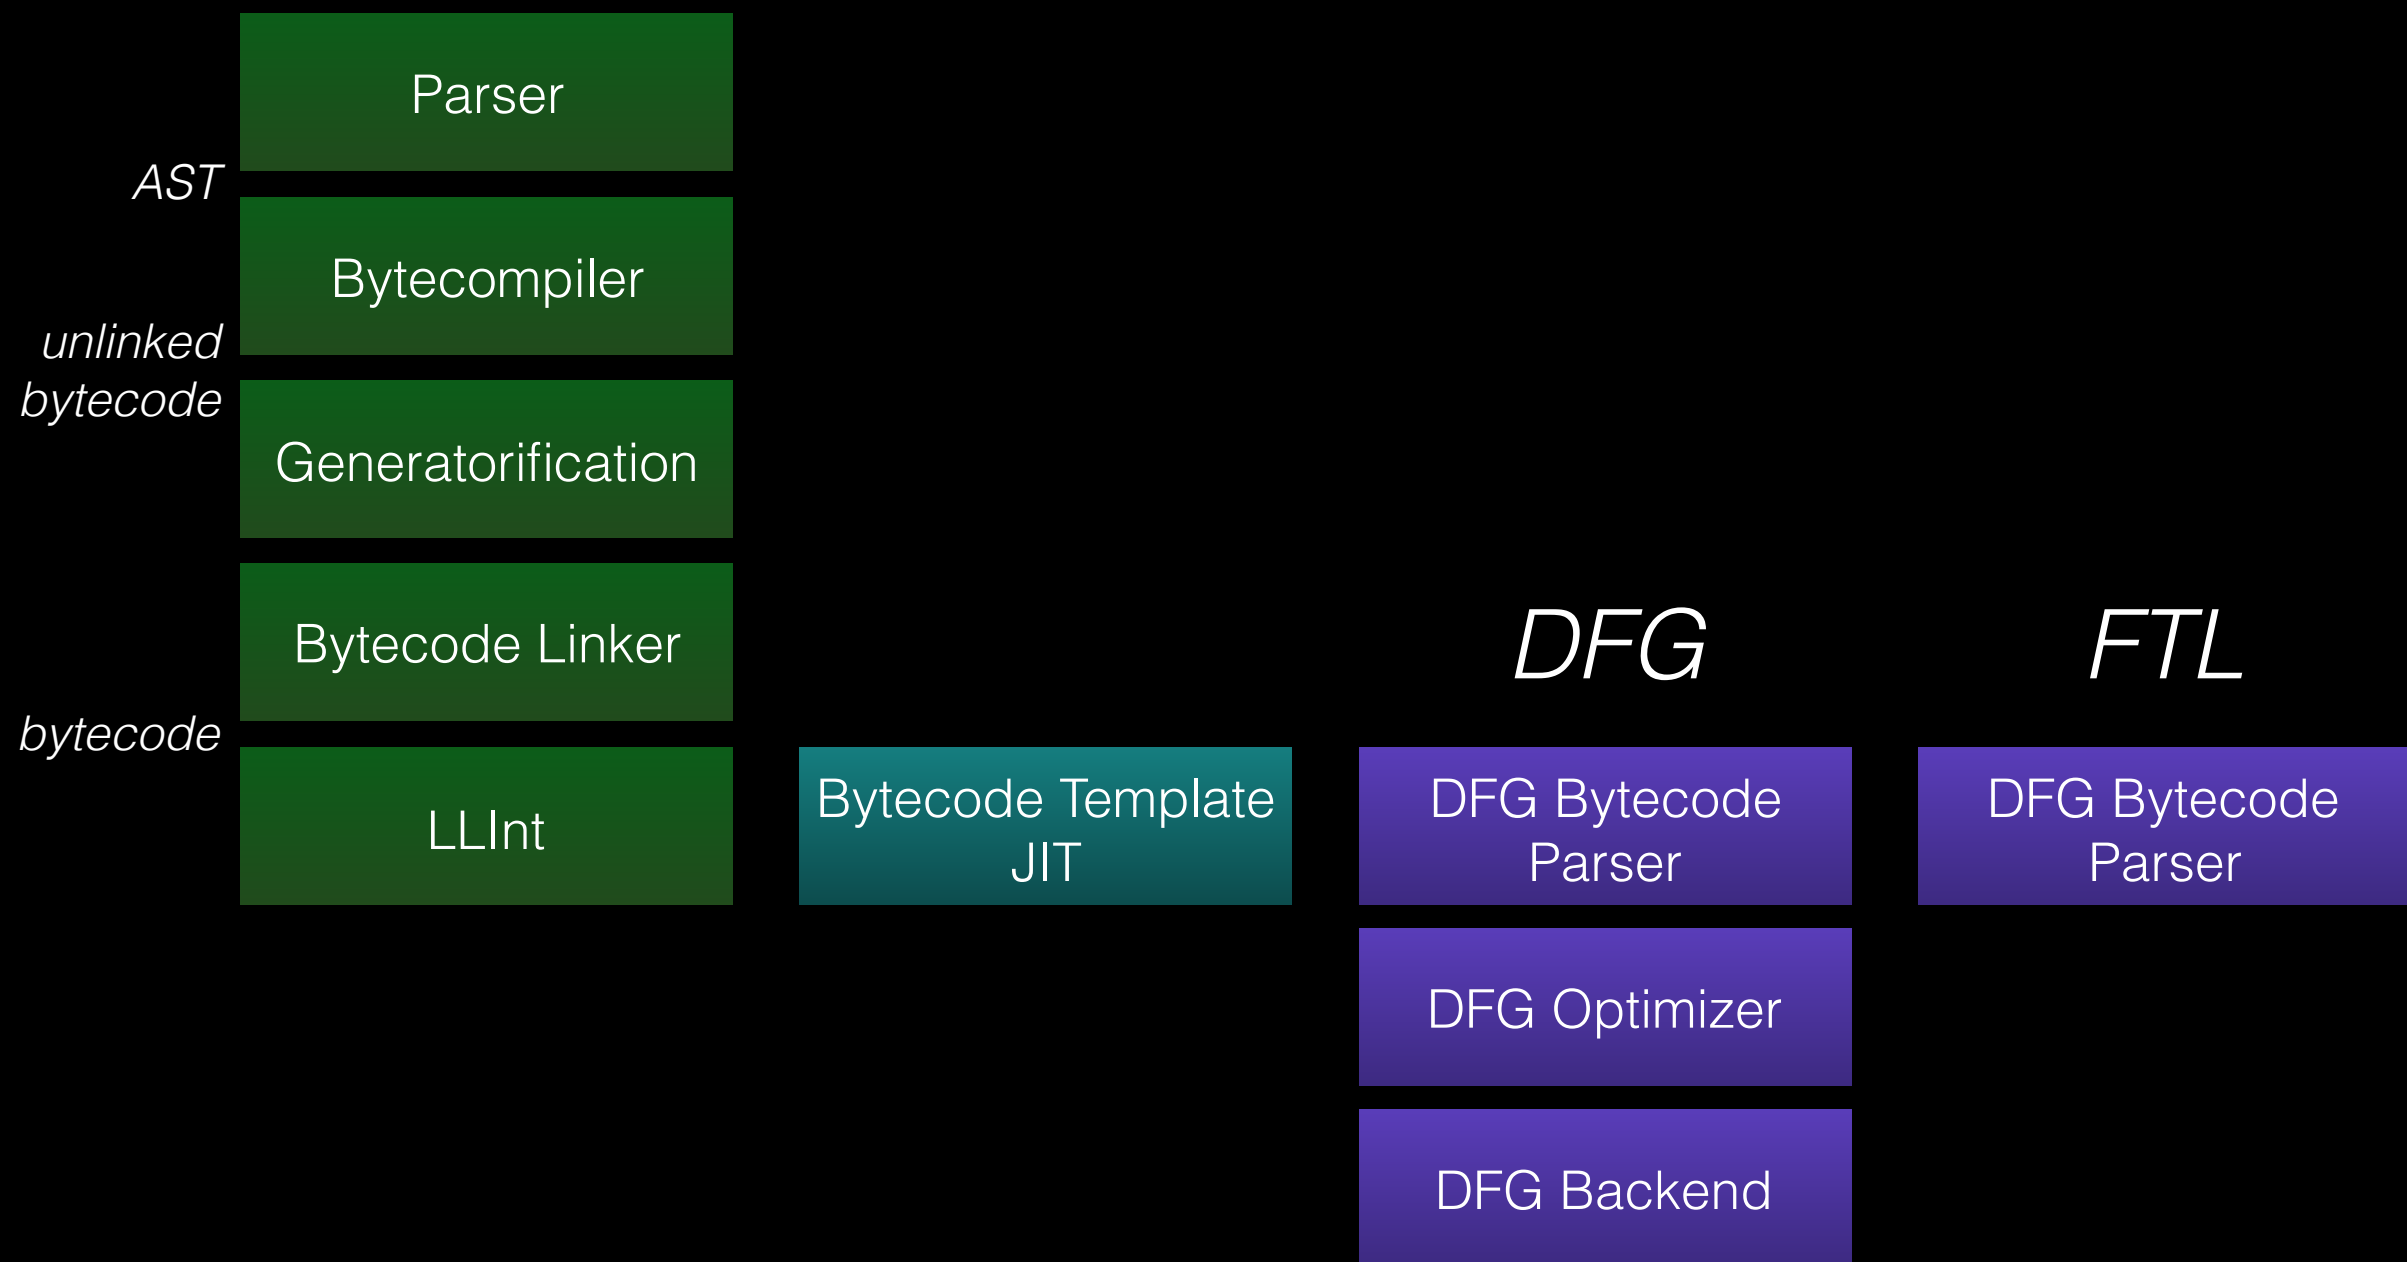 Parser
AST
Bytecompiler
unlinked
bytecode
Generatorification
Bytecode Linker
DFG
FTL
bytecode
LLInt
Bytecode Template
JIT
DFG Bytecode
Parser
DFG Bytecode
Parser
DFG Optimizer
DFG Backend